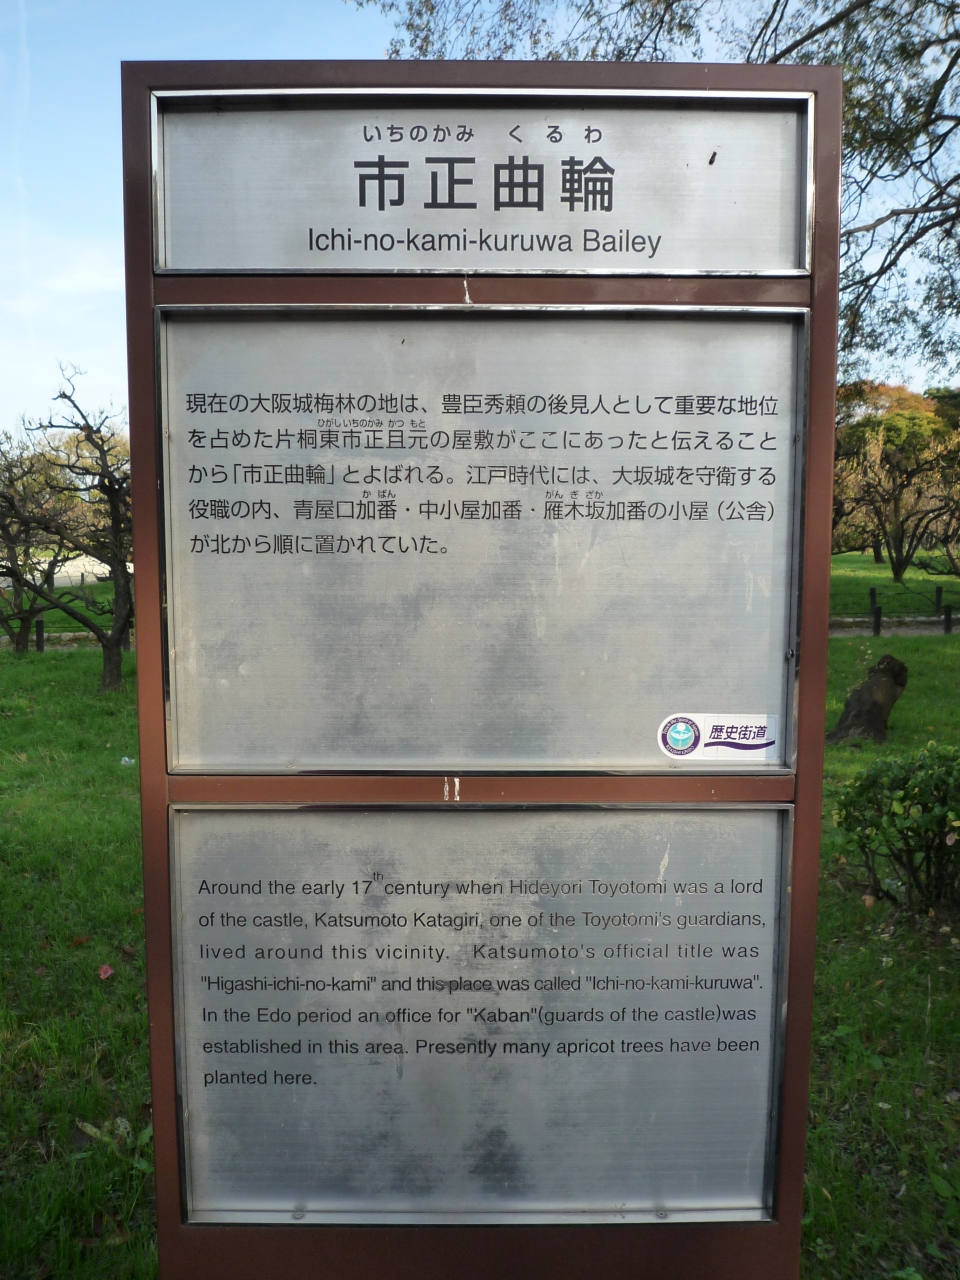 いちのかみ くるわ
市正曲輪
Ichi-no-kami-kuruwa Bailey
現在の大阪城梅林の地は、豊臣秀頼の後見人として重要な地位
ひがしいちのかみ かつ もと
を占めた片桐東市正且元の屋敷がここにあったと伝えること
から「市正曲輪」とよばれる。江戸時代には、大坂城を守衛する
か ばん がん ぎ ざか
役職の内、青屋口加番・中小屋加番・雁木坂加番の小屋（公舎）
が北から順に置かれていた。
歴史街道
Around the early 17th century when Hideyori Toyotomi was a lord
of the castle, Katsumoto Katagiri, one of the Toyotomi's guardians,
lived around this vicinity. Katsumoto's official title was
"Higashi-ichi-no-kami" and this place was called "Ichi-no-kami-kuruwa".
In the Edo period an office for "Kaban"(guards of the castle)was
established in this area. Presently many apricot trees have been
planted here.